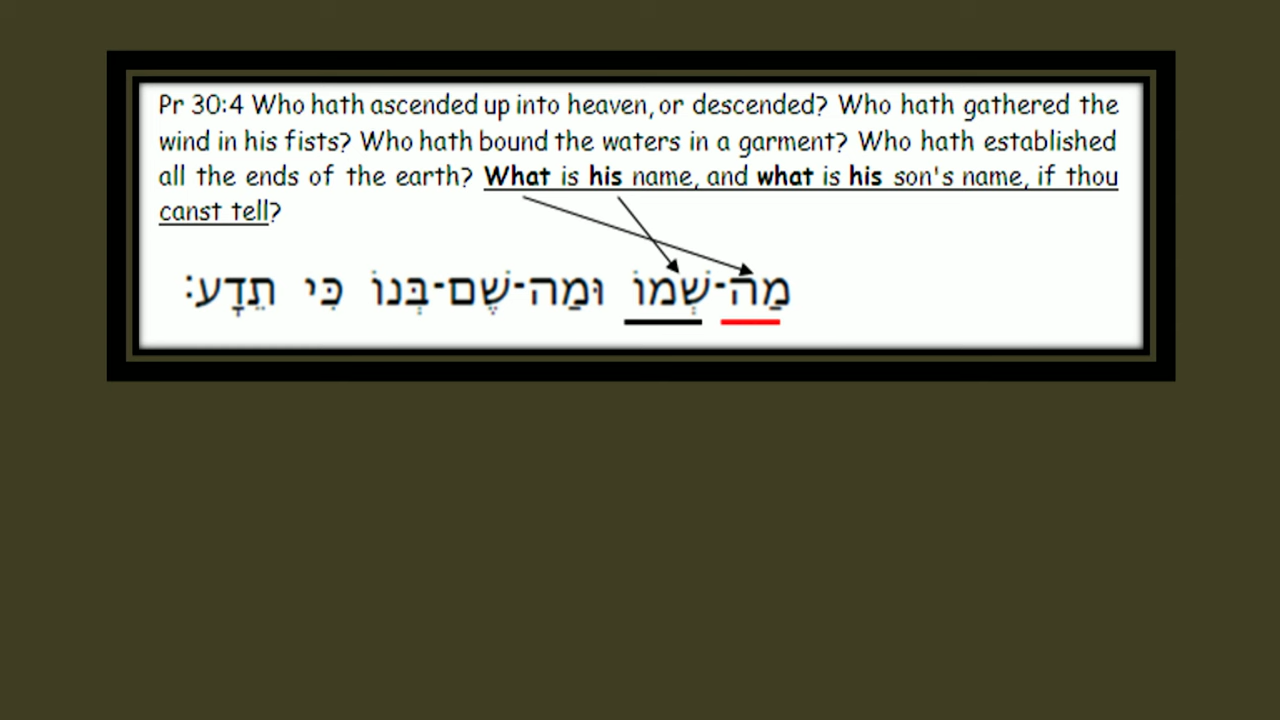 Pr 30:4 Who hath ascended up into heaven, or descended? Who hath gathered the
wind in his fists? Who hath bound the waters in a garment? Who hath established
all the ends of the earth? What is his name, and what is his son's name, if thou
canst tell?
מַה-שְּׁמוֹ וּמַה-שֶּׁם-בְּנוֹ כִּי תֵדָע: